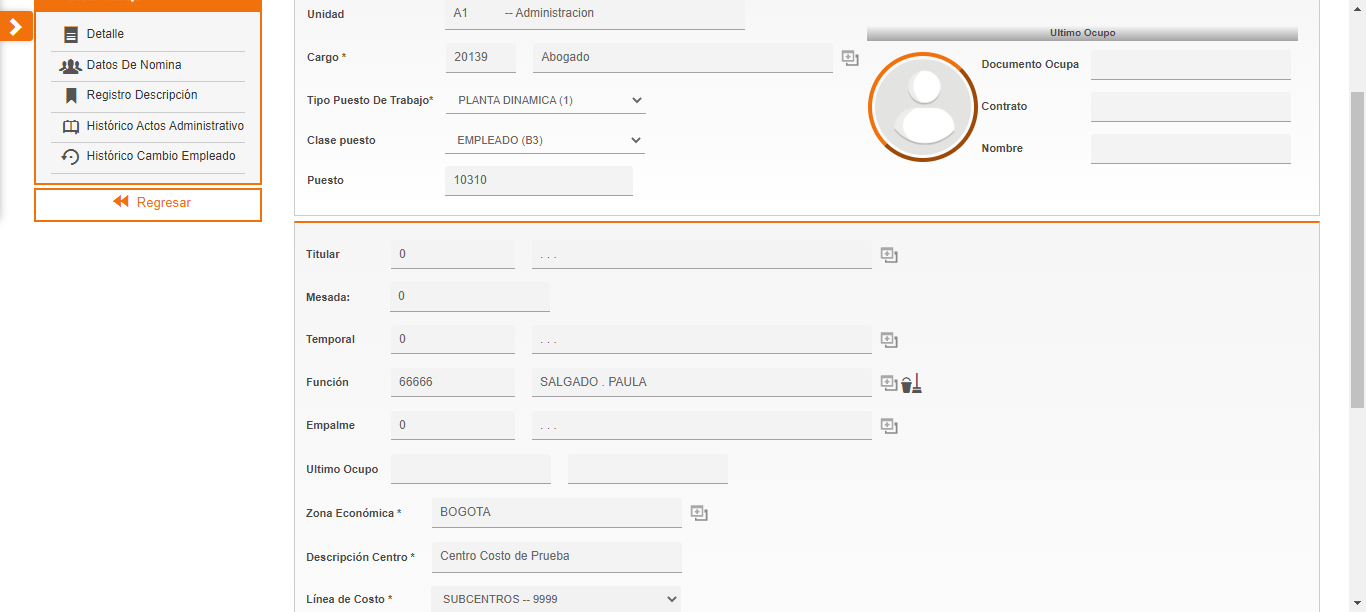 Detalle
Datos De Nomina
Registro Descripción
Histórico Actos Administrativo
Histórico Cambio Empleado
Regresar
Unidad A1 -- Administracion
Cargo * 20139 Abogado
Tipo Puesto De Trabajo* PLANTA DINAMICA (1)
Clase puesto EMPLEADO (B3)
Puesto 10310
Ultimo Ocupo
Documento Ocupa
Contrato
Nombre
Titular 0 . . .
Mesada: 0
Temporal 0 . . .
Función 66666 SALGADO . PAULA
Empalme 0 . . .
Ultimo Ocupo
Zona Económica * BOGOTA
Descripción Centro * Centro Costo de Prueba
Línea de Costo * SUBCENTROS -- 9999